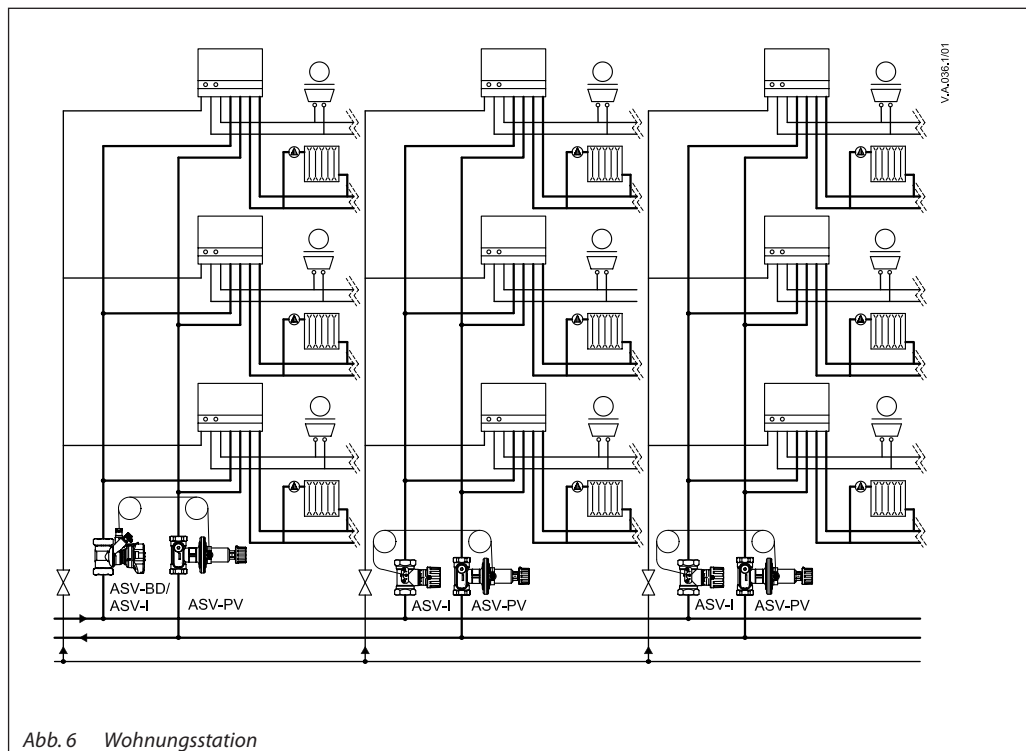 V.A.036.1/01
ASV-BD/
ASV-I
ASV-PV
ASV-I
ASV-PV
ASV-I
ASV-PV
Abb. 6 Wohnungsstation